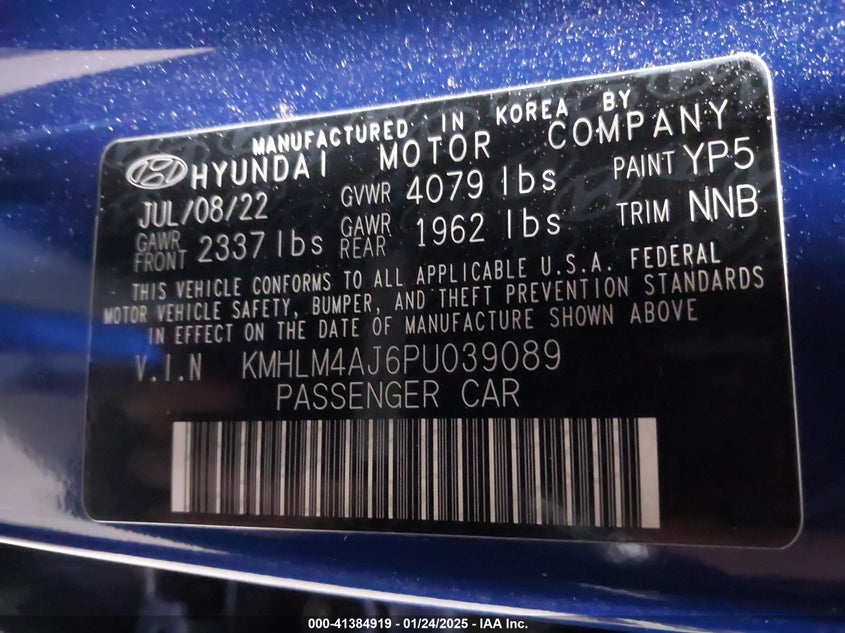 MANUFACTURED IN KOREA BY
HYUNDAI MOTOR COMPANY
JUL/08/22 GVWR 4079 lbs PAINT YP5
GAWR FRONT 2337 lbs GAWR REAR 1962 lbs TRIM NNB
THIS VEHICLE CONFORMS TO ALL APPLICABLE U.S.A. FEDERAL
MOTOR VEHICLE SAFETY, BUMPER, AND THEFT PREVENTION STANDARDS
IN EFFECT ON THE DATE OF MANUFACTURE SHOWN ABOVE
V.I.N KMHLM4AJ6PU039089
PASSENGER CAR
000-41384919 - 01/24/2025 - IAA Inc.